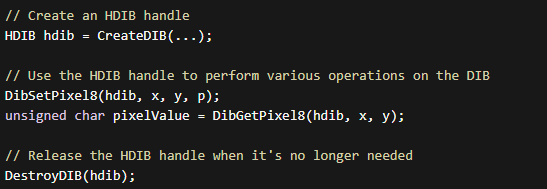 // Create an HDIB handle
HDIB hdib = CreateDIB(...);
// Use the HDIB handle to perform various operations on the DIB
DibSetPixel8(hdib, x, y, p);
unsigned char pixelValue = DibGetPixel8(hdib, x, y);
// Release the HDIB handle when it's no longer needed
DestroyDIB(hdib);